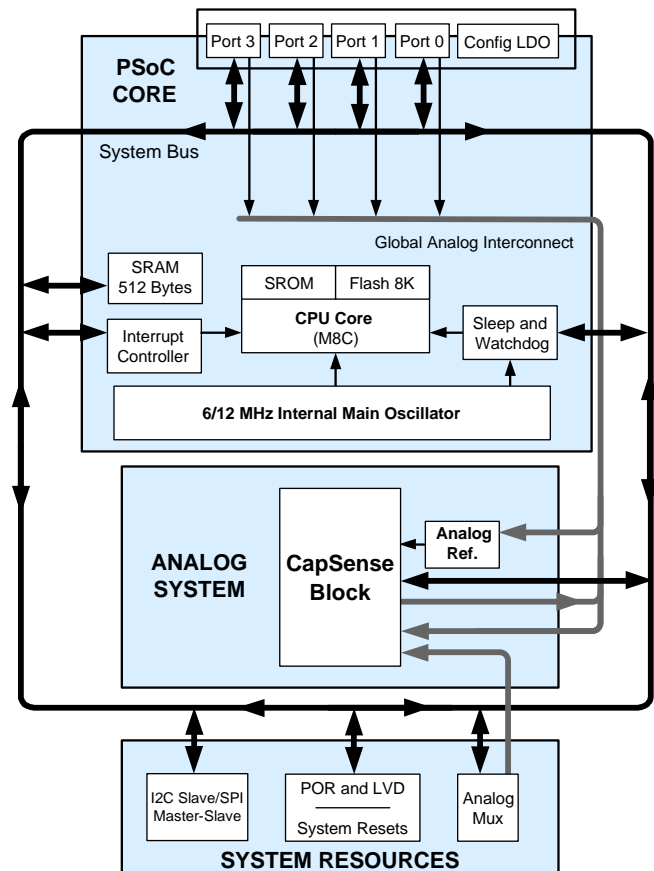 Port 3 Port 2 Port 1 Port 0 Config LDO
PSoC
CORE
System Bus
Global Analog Interconnect
SRAM
512 Bytes
SROM Flash 8K
CPU Core
(M8C)
Interrupt
Controller
Sleep and
Watchdog
6/12 MHz Internal Main Oscillator
ANALOG
SYSTEM
CapSense
Block
Analog
Ref.
I2C Slave/SPI
Master-Slave
POR and LVD
System Resets
Analog
Mux
SYSTEM RESOURCES